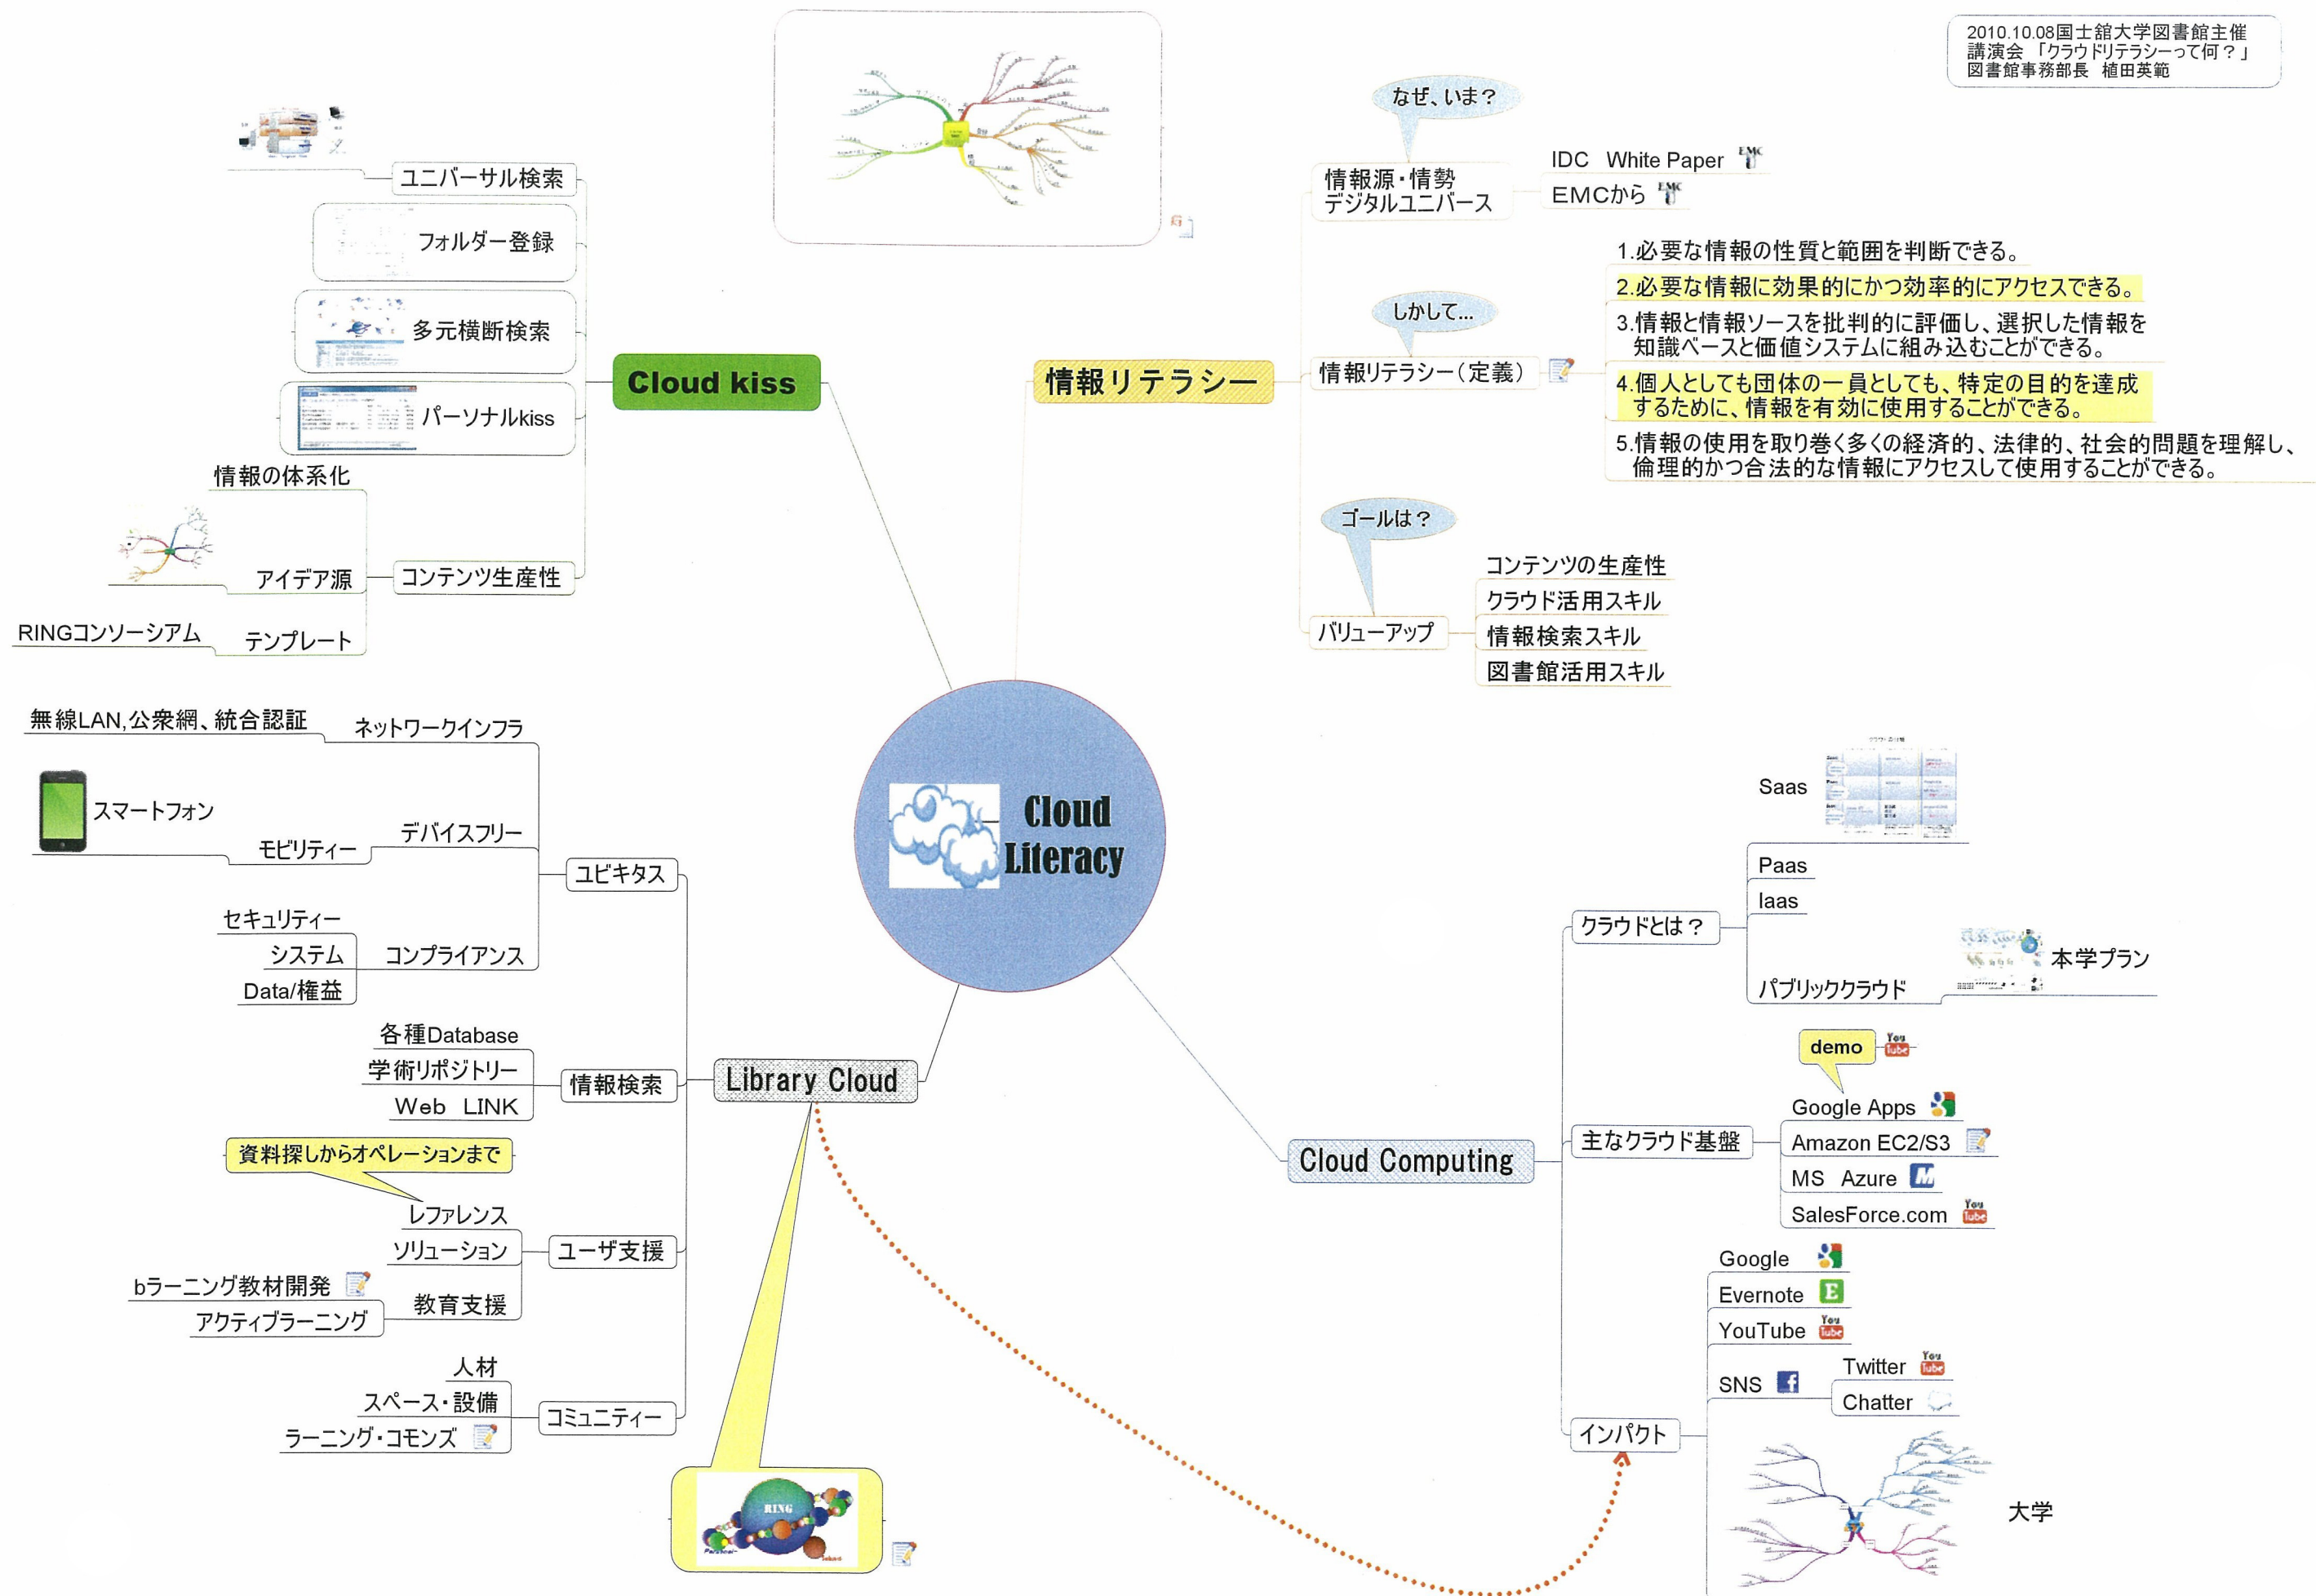 2010.10.08国士舘大学図書館主催
講演会 「クラウドリテラシーって何？」
図書館事務部長 植田英範
Cloud
Literacy
Cloud kiss
ユニバーサル検索
フォルダー登録
多元横断検索
パーソナルkiss
コンテンツ生産性
情報の体系化
アイデア源
テンプレート
RINGコンソーシアム
情報リテラシー
なぜ、いま？
情報源・情勢
デジタルユニバース
IDC White Paper
EMC
EMCから
EMC
しかして...
情報リテラシー（定義）
1.必要な情報の性質と範囲を判断できる。
2.必要な情報に効果的にかつ効率的にアクセスできる。
3.情報と情報ソースを批判的に評価し、選択した情報を
知識ベースと価値システムに組み込むことができる。
4.個人としても団体の一員としても、特定の目的を達成
するために、情報を有効に使用することができる。
5.情報の使用を取り巻く多くの経済的、法律的、社会的問題を理解し、
倫理的かつ合法的な情報にアクセスして使用することができる。
ゴールは？
バリューアップ
コンテンツの生産性
クラウド活用スキル
情報検索スキル
図書館活用スキル
Library Cloud
ユビキタス
ネットワークインフラ
無線LAN,公衆網、統合認証
デバイスフリー
モビリティー
スマートフォン
コンプライアンス
セキュリティー
システム
Data/権益
情報検索
各種Database
学術リポジトリー
Web LINK
資料探しからオペレーションまで
ユーザ支援
レファレンス
ソリューション
教育支援
bラーニング教材開発
アクティブラーニング
コミュニティー
人材
スペース・設備
ラーニング・コモンズ
RING
Cloud Computing
クラウドとは？
Saas
Paas
Iaas
パブリッククラウド
本学プラン
主なクラウド基盤
demo
You
Tube
Google Apps
Amazon EC2/S3
MS Azure
SalesForce.com
You
Tube
インパクト
Google
Evernote
YouTube
You
Tube
SNS
Twitter
You
Tube
Chatter
大学